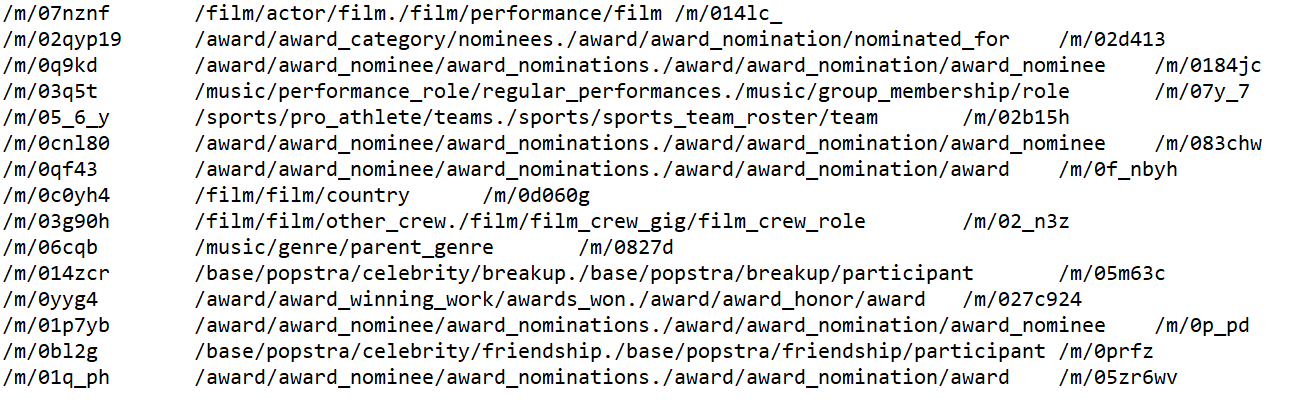 /m/07nznf	/film/actor/film./film/performance/film	/m/014lc_
/m/02qyp19	/award/award_category/nominees./award/award_nomination/nominated_for	/m/02d413
/m/0q9kd	/award/award_nominee/award_nominations./award/award_nomination/award_nominee	/m/0184jc
/m/03q5t	/music/performance_role/regular_performances./music/group_membership/role	/m/07y_7
/m/05_6_y	/sports/pro_athlete/teams./sports/sports_team_roster/team	/m/02b15h
/m/0cnl80	/award/award_nominee/award_nominations./award/award_nomination/award_nominee	/m/083chw
/m/0qf43	/award/award_nominee/award_nominations./award/award_nomination/award	/m/0f_nbyh
/m/0c0yh4	/film/film/country	/m/0d060g
/m/03g90h	/film/film/other_crew./film/film_crew_gig/film_crew_role	/m/02_n3z
/m/06cqb	/music/genre/parent_genre	/m/0827d
/m/014zcr	/base/popstra/celebrity/breakup./base/popstra/breakup/participant	/m/05m63c
/m/0yyg4	/award/award_winning_work/awards_won./award/award_honor/award	/m/027c924
/m/01p7yb	/award/award_nominee/award_nominations./award/award_nomination/award_nominee	/m/0p_pd
/m/0bl2g	/base/popstra/celebrity/friendship./base/popstra/friendship/participant	/m/0prfz
/m/01q_ph	/award/award_nominee/award_nominations./award/award_nomination/award	/m/05zr6wv